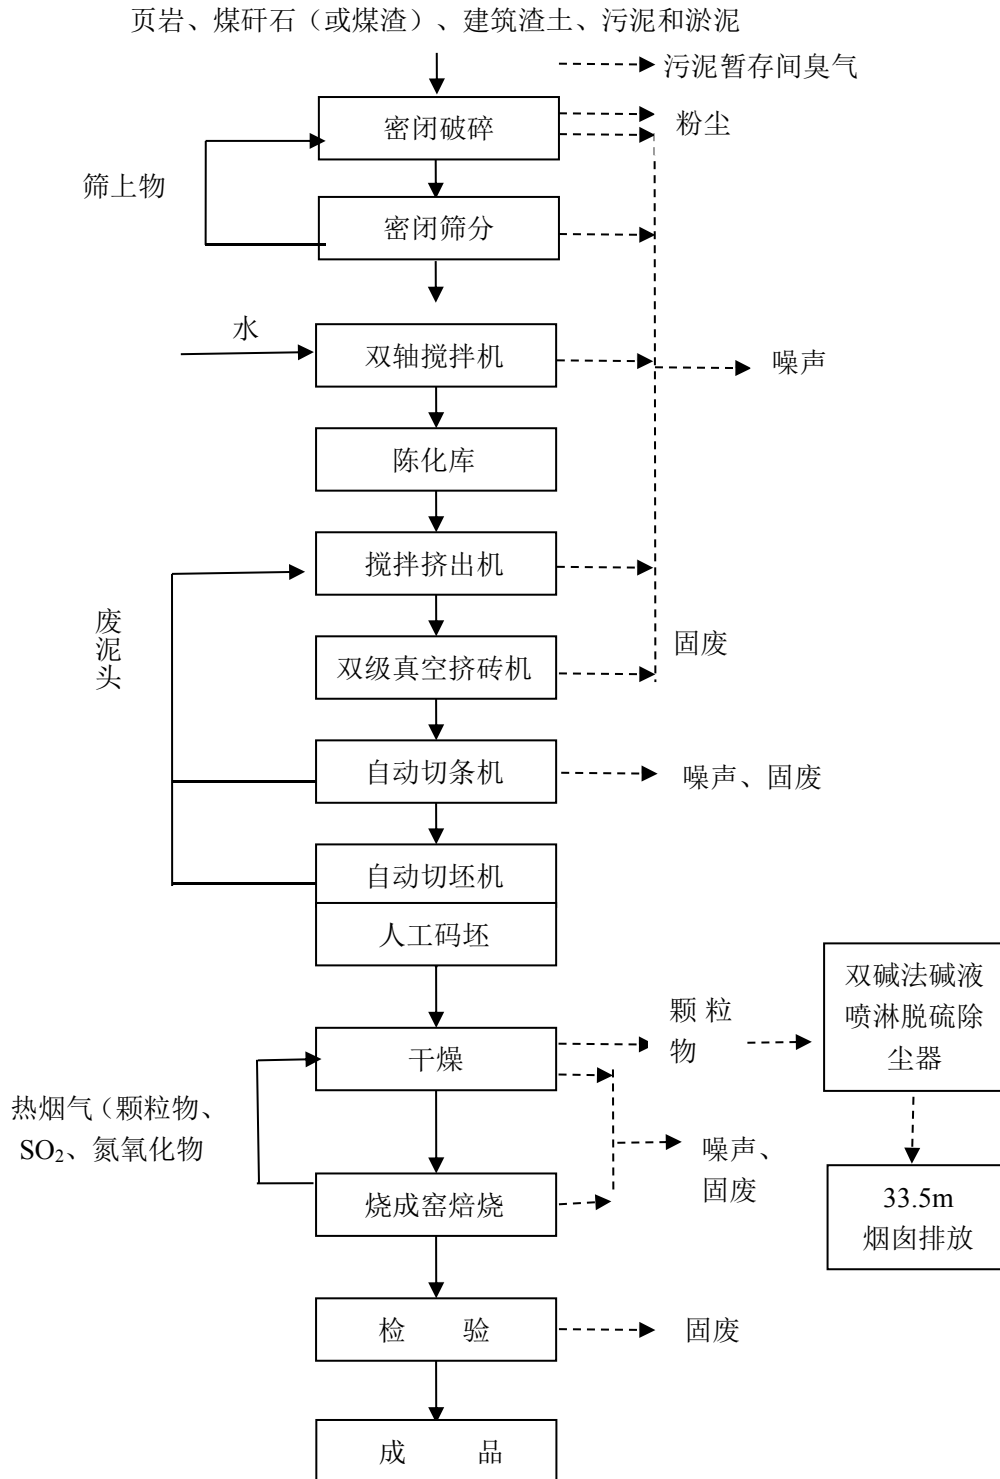 页岩、煤矸石（或煤渣）、建筑渣土、污泥和淤泥
污泥暂存间臭气
密闭破碎
粉尘
筛上物
密闭筛分
水
双轴搅拌机
噪声
陈化库
搅拌挤出机
废
泥
头
固废
双级真空挤砖机
自动切条机
噪声、固废
自动切坯机
人工码坯
双碱法碱液
喷淋脱硫除
尘器
颗 粒
物
干燥
热烟气（颗粒物、
SO₂、氮氧化物
噪声、
固废
烧成窑焙烧
33.5m
烟囱排放
检 验
固废
成 品